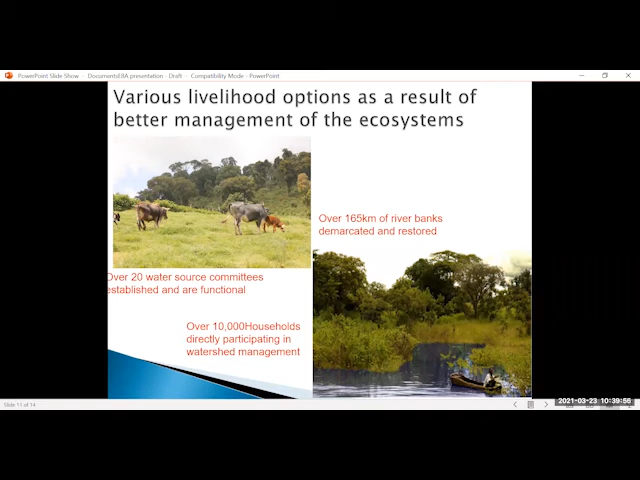 PowerPoint Slide Show - DocumentsEBA presentation - Draft - Compatibility Mode - PowerPoint
Various livelihood options as a result of
better management of the ecosystems
Over 165km of river banks
demarcated and restored
Over 20 water source committees
established and are functional
Over 10,000Households
directly participating in
watershed management
Slide 11 of 14
2021-03-23 10:39:56